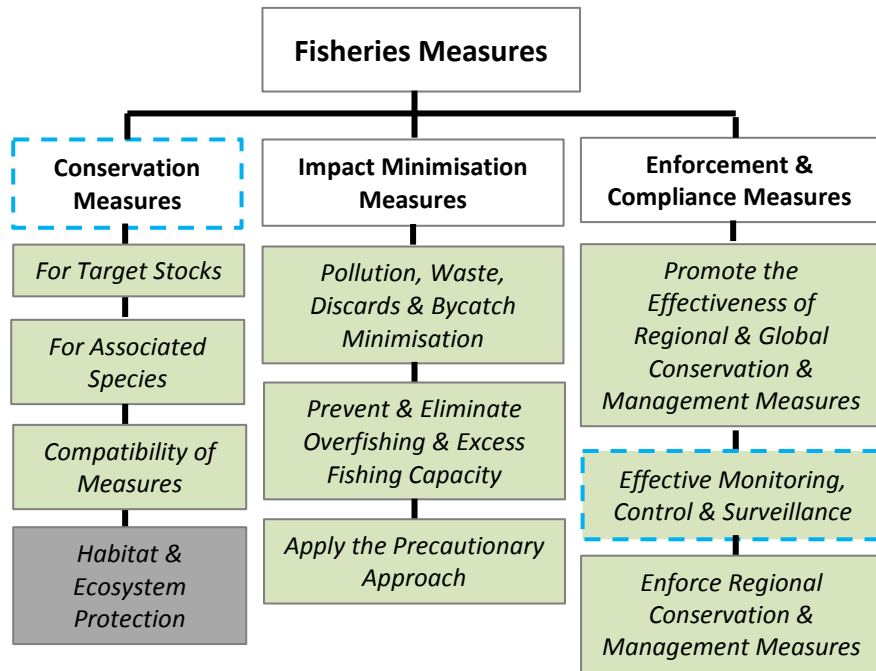 Fisheries Measures
Conservation
Measures
For Target Stocks
For Associated
Species
Compatibility of
Measures
Habitat &
Ecosystem
Protection
Impact Minimisation
Measures
Pollution, Waste,
Discards & Bycatch
Minimisation
Prevent & Eliminate
Overfishing & Excess
Fishing Capacity
Apply the Precautionary
Approach
Enforcement &
Compliance Measures
Promote the
Effectiveness of
Regional & Global
Conservation &
Management Measures
Effective Monitoring,
Control & Surveillance
Enforce Regional
Conservation &
Management Measures